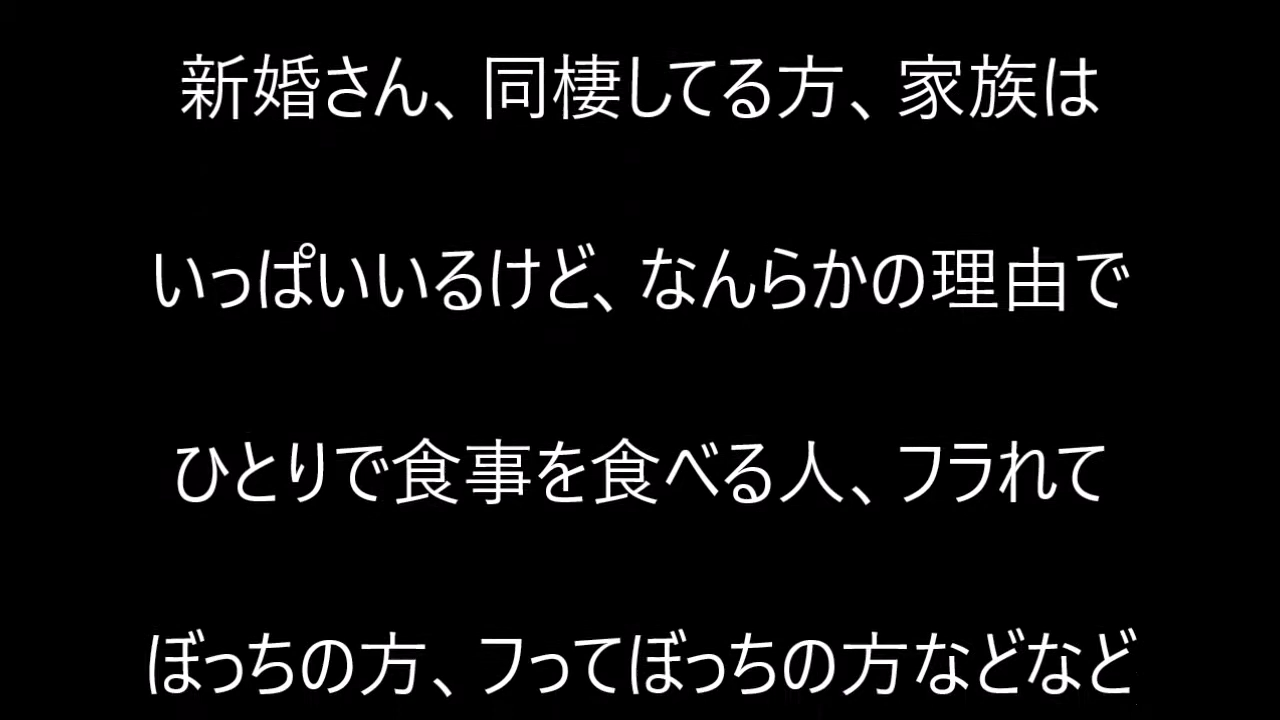 新婚さん、同棲してる方、家族は
いっぱいいるけど、なんらかの理由で
ひとりで食事を食べる人、フラれて
ぼっちの方、フってぼっちの方などなど